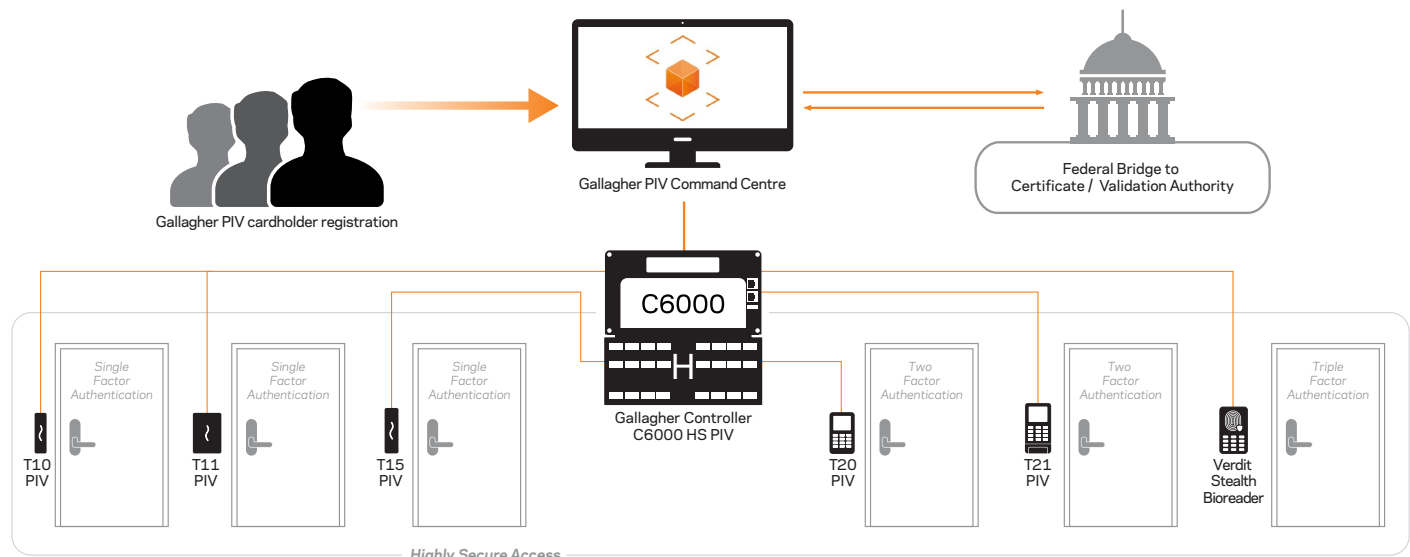 Gallagher PIV cardholder registration
Gallagher PIV Command Centre
Federal Bridge to
Certificate / Validation Authority
C6000
H
Gallagher Controller
C6000 HS PIV
Single
Factor
Authentication
T10
PIV
Single
Factor
Authentication
T11
PIV
Single
Factor
Authentication
T15
PIV
Two
Factor
Authentication
T20
PIV
Two
Factor
Authentication
T21
PIV
Triple
Factor
Authentication
Verdit
Stealth
Bioreader
Highly Secure Access